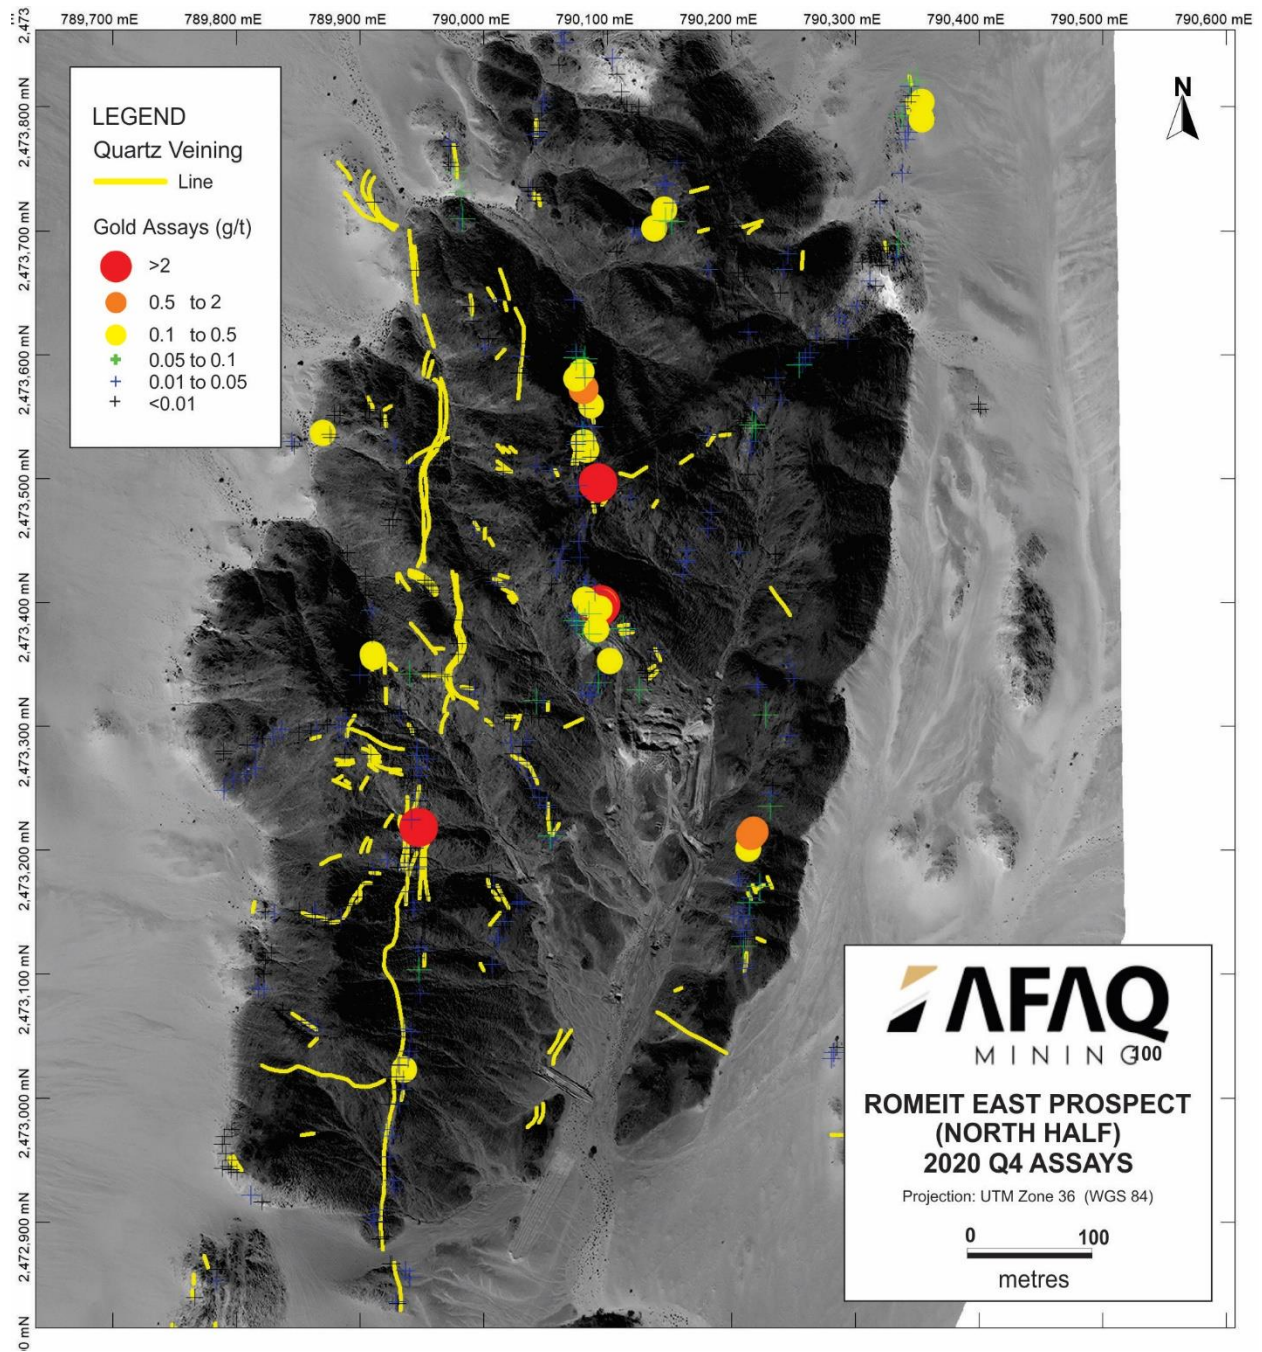 789,700 mE 789,800 mE 789,900 mE 790,000 mE 790,100 mE 790,200 mE 790,300 mE 790,400 mE 790,500 mE 790,600 mE
2,473
2,473,800 mN
2,473,700 mN
2,473,600 mN
2,473,500 mN
2,473,400 mN
2,473,300 mN
2,473,200 mN
2,473,100 mN
2,473,000 mN
2,472,900 mN
0 mN
N
LEGEND
Quartz Veining
Line
Gold Assays (g/t)
>2
0.5 to 2
0.1 to 0.5
0.05 to 0.1
0.01 to 0.05
<0.01
AFAQ
MINING
100
ROMEIT EAST PROSPECT
(NORTH HALF)
2020 Q4 ASSAYS
Projection: UTM Zone 36 (WGS 84)
0 100
metres